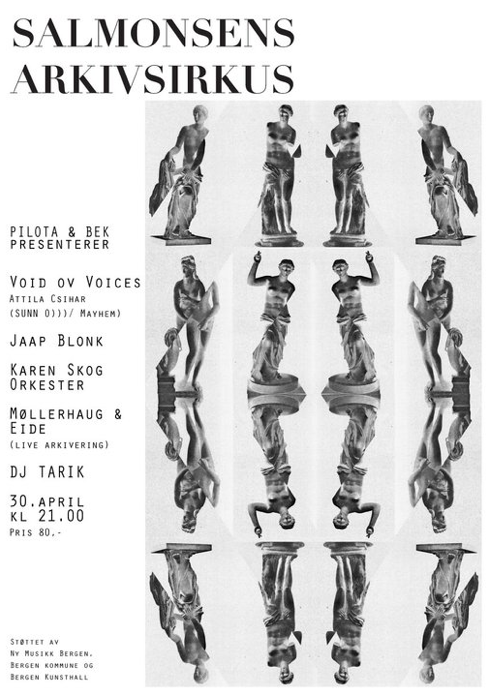 SALMONSENS
ARKIVSIRKUS
PILOTA & BEK
PRESENTERER
VOID OV VOICES
ATTILA CSIHAR
(SUNN O)))/ MAYHEM)
JAAP BLONK
KAREN SKOG
ORKESTER
MØLLERHAUG &
EIDE
(LIVE ARKIVERING)
DJ TARIK
30.APRIL
KL 21.00
PRIS 80,-
STØTTET AV
NY MUSIKK BERGEN,
BERGEN KOMMUNE OG
BERGEN KUNSTHALL